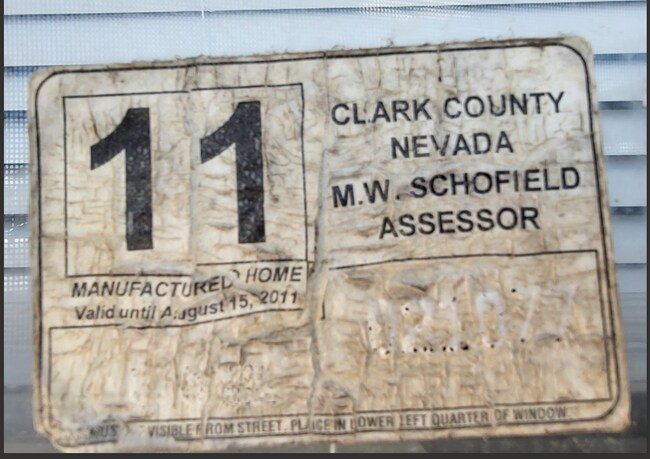 11
CLARK COUNTY
NEVADA
M.W. SCHOFIELD
ASSESSOR
MANUFACTURED HOME
Valid until August 15, 2011
VISIBLE FROM STREET. PLACE IN LOWER LEFT QUARTER OF WINDOW.